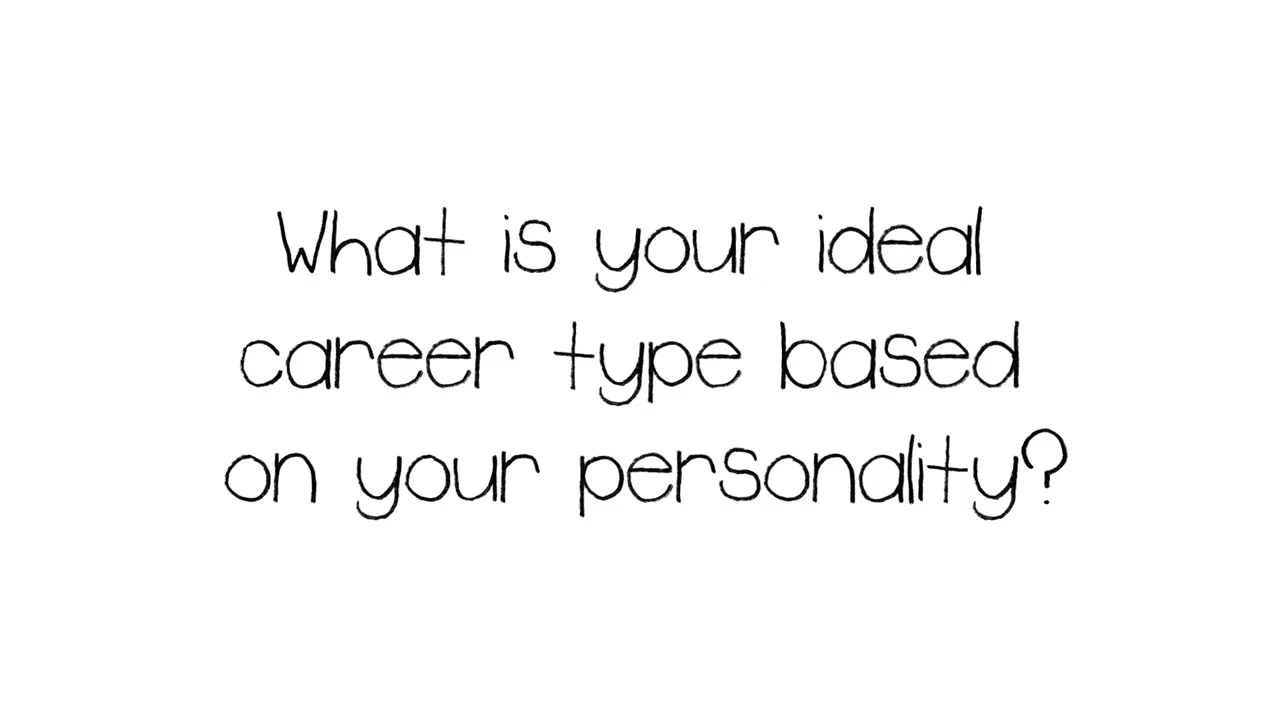 What is your ideal
career type based
on your personality?